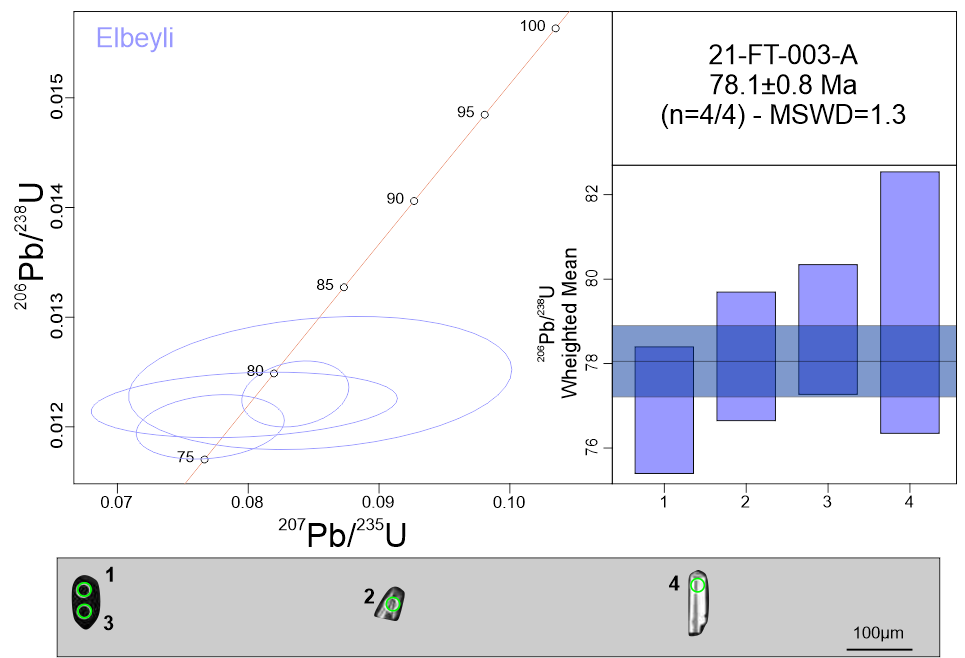 Elbeyli
100
95
90
85
80
75
0.015
0.014
0.013
0.012
206Pb/238U
0.07 0.08 0.09 0.10
207Pb/235U
21-FT-003-A
78.1±0.8 Ma
(n=4/4) - MSWD=1.3
82
80
78
76
206Pb/238U
Wheighted Mean
1 2 3 4
1
2
3
4
100µm